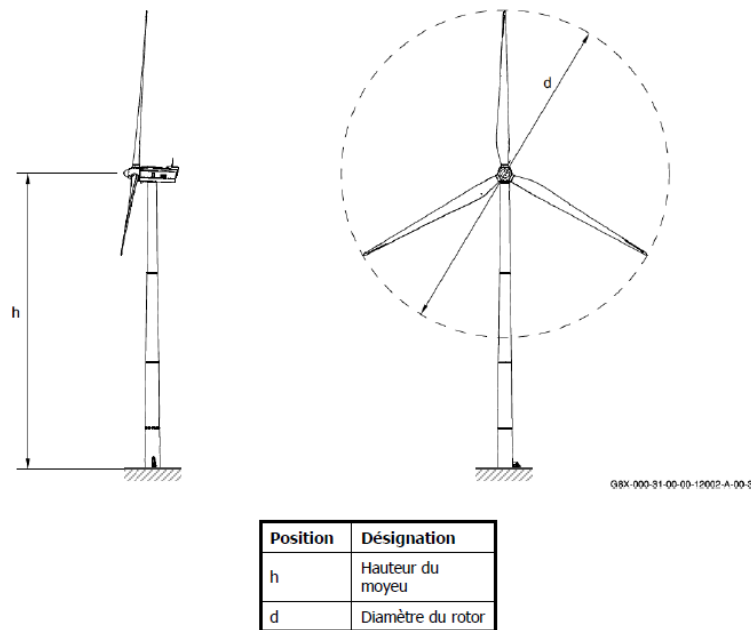 d
h
G8X-000-31-00-00-12002-A-00-3
Position Désignation
h Hauteur du
moyeu
d Diamètre du rotor